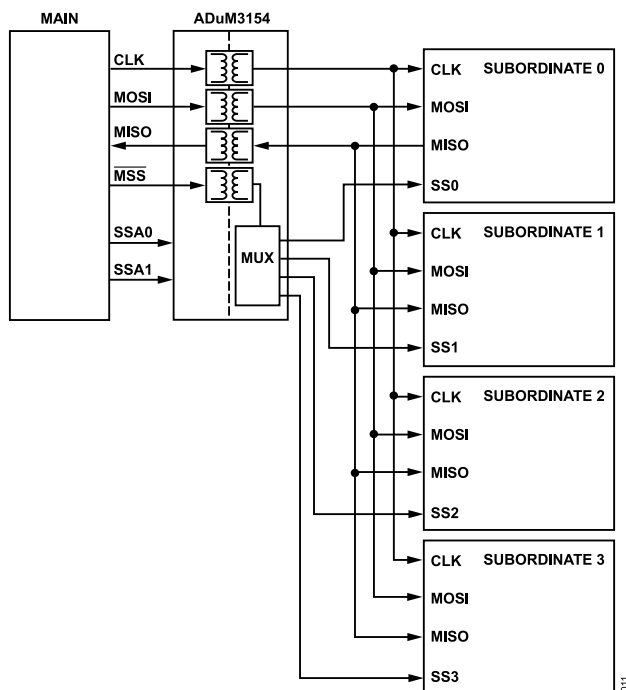 MAIN
ADuM3154
CLK
MOSI
MISO
MSS
SSA0
SSA1
MUX
CLK SUBORDINATE 0
MOSI
MISO
SS0
CLK SUBORDINATE 1
MOSI
MISO
SS1
CLK SUBORDINATE 2
MOSI
MISO
SS2
CLK SUBORDINATE 3
MOSI
MISO
SS3
011